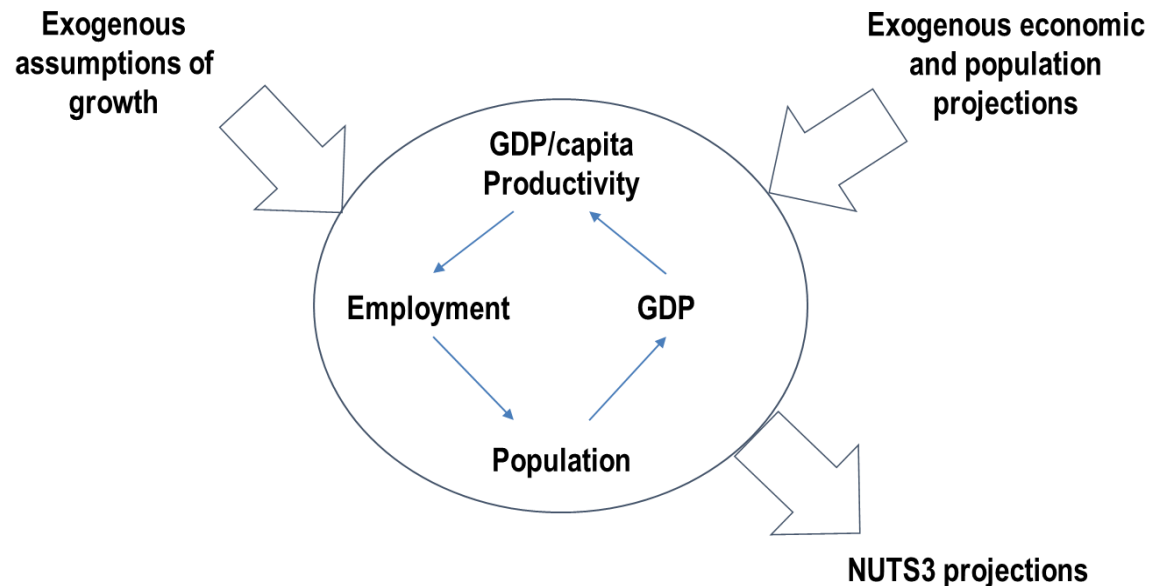 Exogenous
assumptions of
growth
Exogenous economic
and population
projections
GDP/capita
Productivity
Employment
GDP
Population
NUTS3 projections